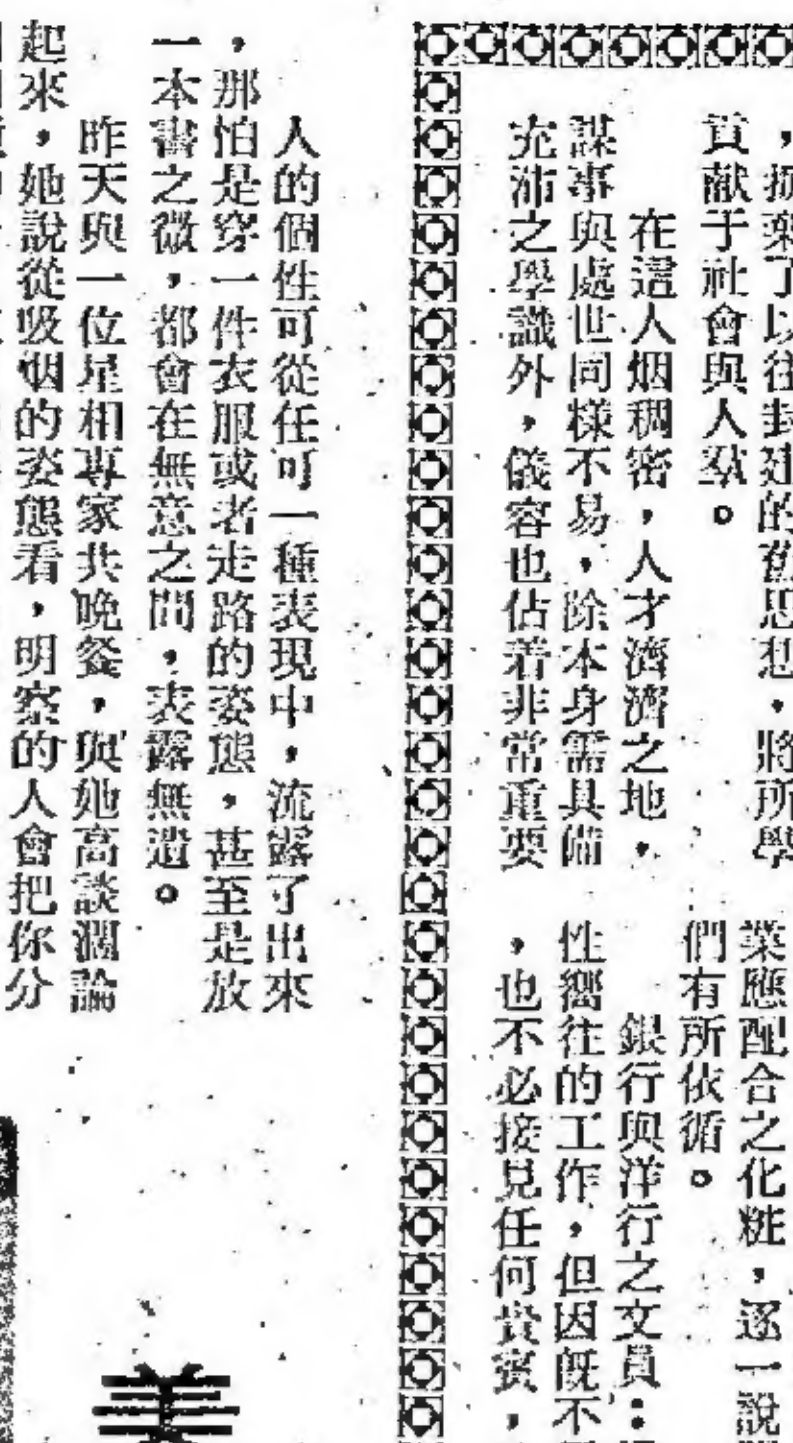 ，摒棄了以往封建的舊思想，將所學
貢献于社會與人羣。
在這人烟稠密，人才濟濟之地，
謀事與處世同樣不易，除本身需具備
充沛之學識外，儀容也佔着非常重要
業應配合之化粧，逐一說
們有所依循。
銀行與洋行之文員：
性嚮往的工作，但因既不
，也不必接見任何貴賓，
人的個性可從任可一種表現中，流露了出來
，那怕是穿一件衣服或者走路的姿態，甚至是放
一本書之微，都會在無意之間，表露無遺。
昨天與一位星相專家共晚餐，與她高談濶論
起來，她說從吸烟的姿態看，明察的人會把你分
美